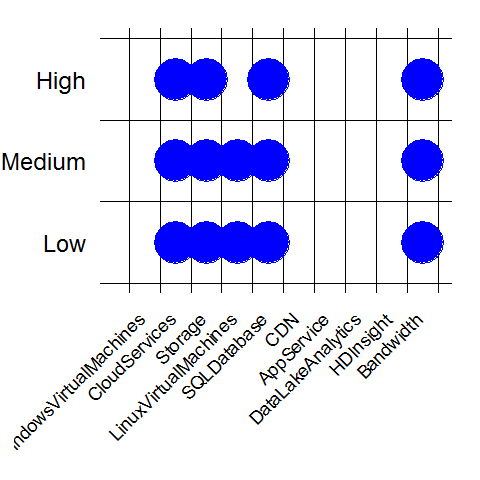 High
Medium
Low
ndowsVirtualMachines
CloudServices
Storage
LinuxVirtualMachines
SQLDatabase
CDN
AppService
DataLakeAnalytics
HDInsight
Bandwidth